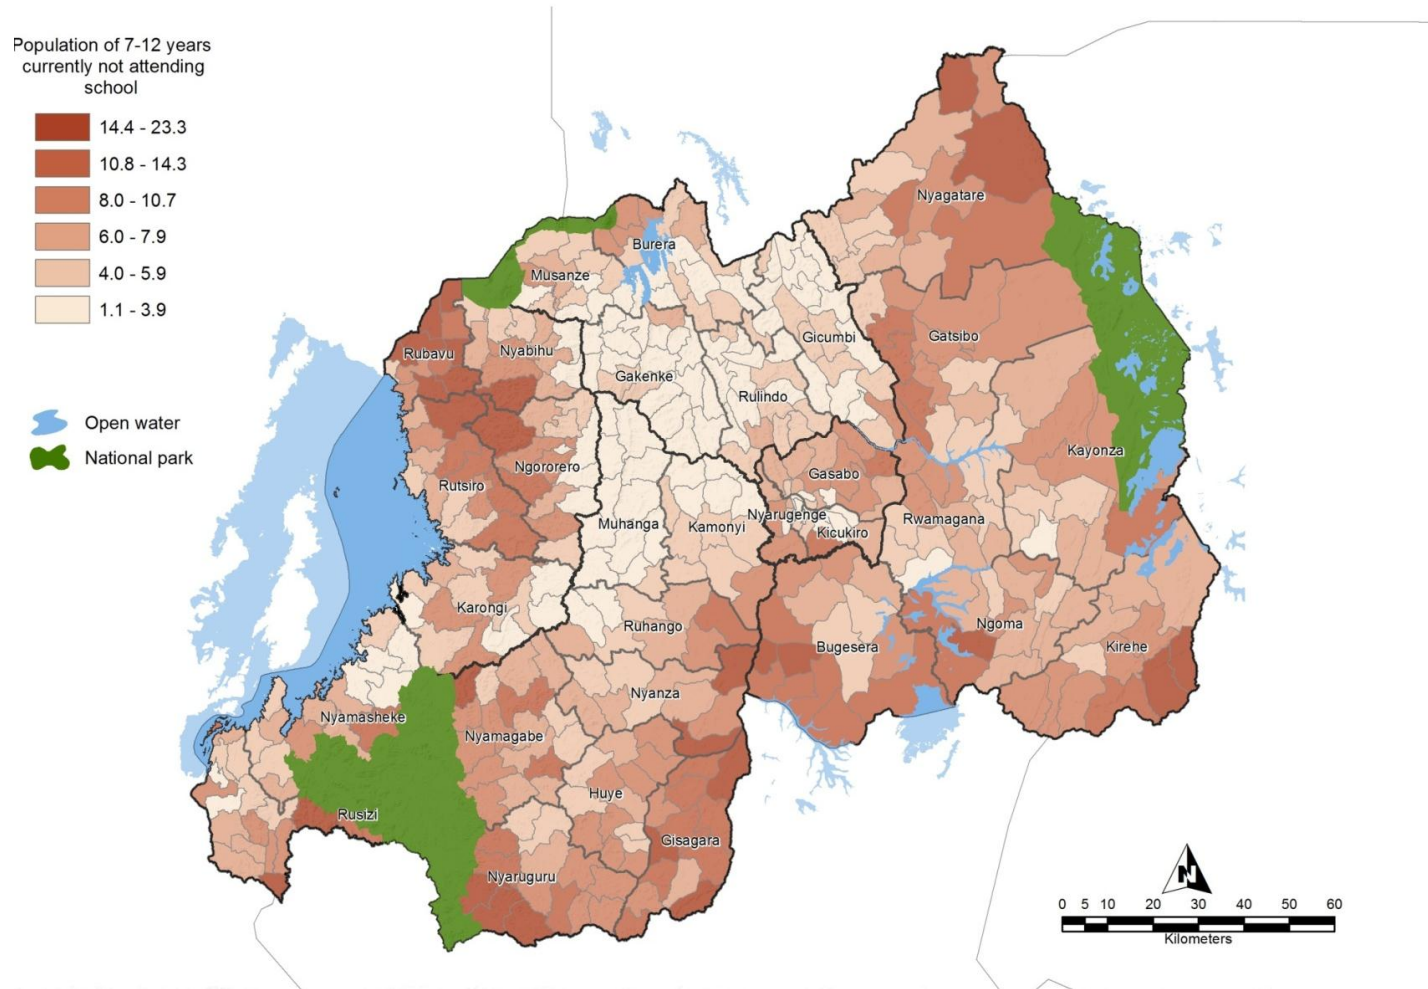 Population of 7-12 years
currently not attending
school
14.4 - 23.3
10.8 - 14.3
8.0 - 10.7
6.0 - 7.9
4.0 - 5.9
1.1 - 3.9
Open water
National park
Nyagatare
Burera
Musanze
Gicumbi
Gatsibo
Rubavu
Nyabihu
Gakenke
Rulindo
Kayonza
Ngororero
Gasabo
Rutsiro
Nyarugenge
Rwamagana
Muhanga
Kamonyi
Kicukiro
Karongi
Ruhango
Ngoma
Bugesera
Kirehe
Nyanza
Nyamasheke
Nyamagabe
Huye
Rusizi
Gisagara
Nyaruguru
N
0 5 10 20 30 40 50 60
Kilometers